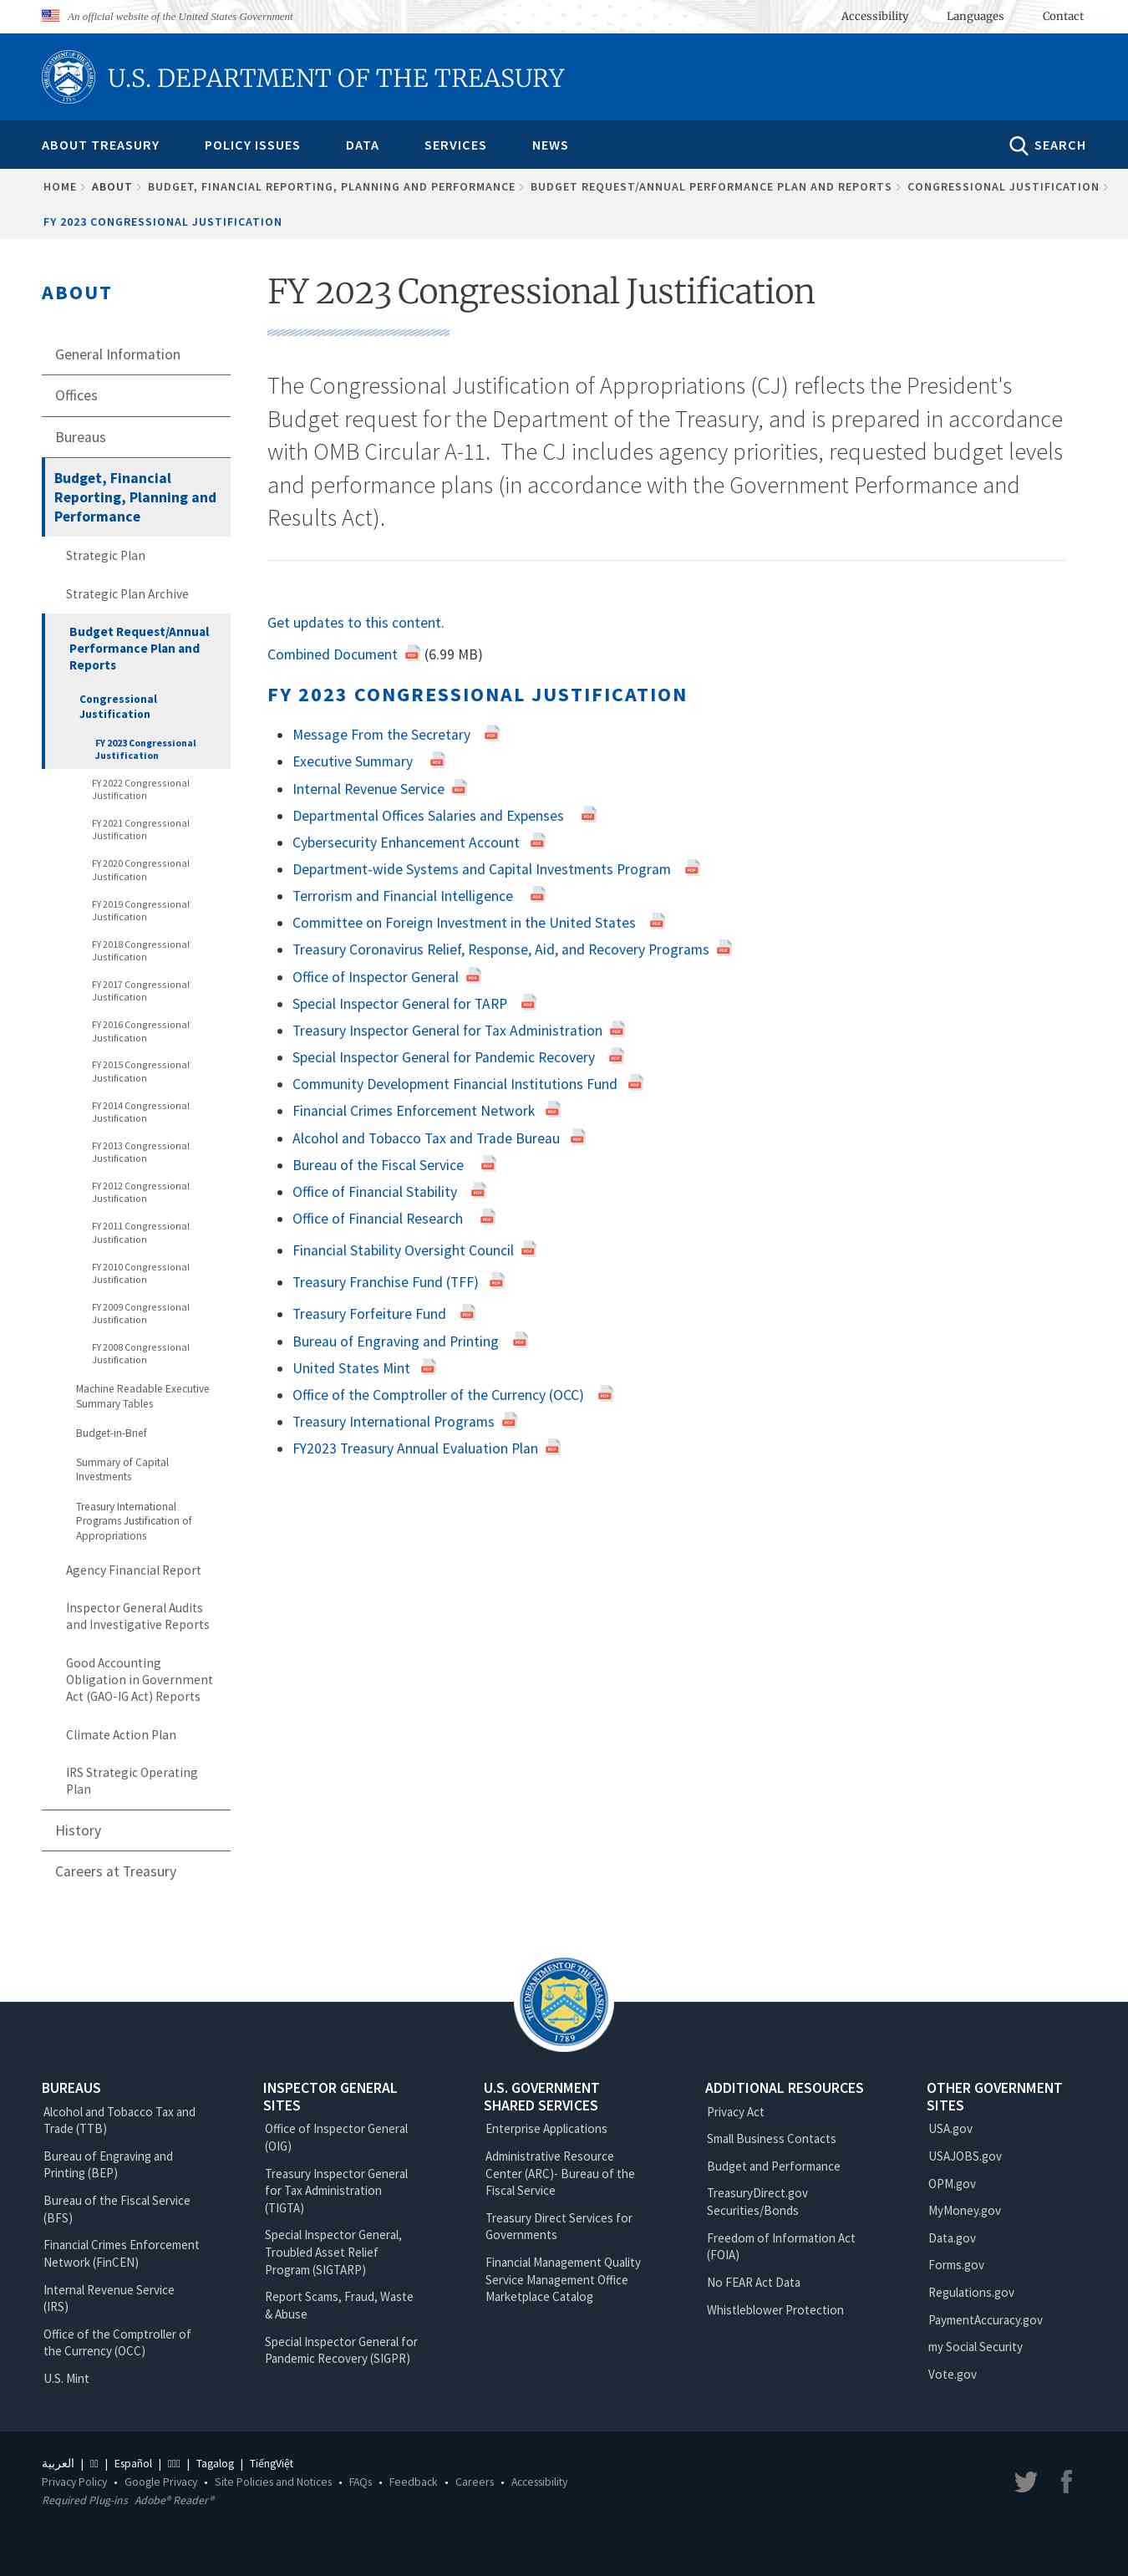 An official website of the United States Government
Accessibility
Languages
Contact
U.S. DEPARTMENT OF THE TREASURY
ABOUT TREASURY
POLICY ISSUES
DATA
SERVICES
NEWS
SEARCH
HOME
ABOUT
BUDGET, FINANCIAL REPORTING, PLANNING AND PERFORMANCE
BUDGET REQUEST/ANNUAL PERFORMANCE PLAN AND REPORTS
CONGRESSIONAL JUSTIFICATION
FY 2023 CONGRESSIONAL JUSTIFICATION
ABOUT
General Information
Offices
Bureaus
Budget, Financial
Reporting, Planning and
Performance
Strategic Plan
Strategic Plan Archive
Budget Request/Annual
Performance Plan and
Reports
Congressional
Justification
FY 2023 Congressional
Justification
FY 2022 Congressional
Justification
FY 2021 Congressional
Justification
FY 2020 Congressional
Justification
FY 2019 Congressional
Justification
FY 2018 Congressional
Justification
FY 2017 Congressional
Justification
FY 2016 Congressional
Justification
FY 2015 Congressional
Justification
FY 2014 Congressional
Justification
FY 2013 Congressional
Justification
FY 2012 Congressional
Justification
FY 2011 Congressional
Justification
FY 2010 Congressional
Justification
FY 2009 Congressional
Justification
FY 2008 Congressional
Justification
Machine Readable Executive
Summary Tables
Budget-in-Brief
Summary of Capital
Investments
Treasury International
Programs Justification of
Appropriations
Agency Financial Report
Inspector General Audits
and Investigative Reports
Good Accounting
Obligation in Government
Act (GAO-IG Act) Reports
Climate Action Plan
IRS Strategic Operating
Plan
History
Careers at Treasury
FY 2023 Congressional Justification
The Congressional Justification of Appropriations (CJ) reflects the President's
Budget request for the Department of the Treasury, and is prepared in accordance
with OMB Circular A-11.  The CJ includes agency priorities, requested budget levels
and performance plans (in accordance with the Government Performance and
Results Act).
Get updates to this content.
Combined Document (6.99 MB)
FY 2023 CONGRESSIONAL JUSTIFICATION
• Message From the Secretary
• Executive Summary
• Internal Revenue Service
• Departmental Offices Salaries and Expenses
• Cybersecurity Enhancement Account
• Department-wide Systems and Capital Investments Program
• Terrorism and Financial Intelligence
• Committee on Foreign Investment in the United States
• Treasury Coronavirus Relief, Response, Aid, and Recovery Programs
• Office of Inspector General
• Special Inspector General for TARP
• Treasury Inspector General for Tax Administration
• Special Inspector General for Pandemic Recovery
• Community Development Financial Institutions Fund
• Financial Crimes Enforcement Network
• Alcohol and Tobacco Tax and Trade Bureau
• Bureau of the Fiscal Service
• Office of Financial Stability
• Office of Financial Research
• Financial Stability Oversight Council
• Treasury Franchise Fund (TFF)
• Treasury Forfeiture Fund
• Bureau of Engraving and Printing
• United States Mint
• Office of the Comptroller of the Currency (OCC)
• Treasury International Programs
• FY2023 Treasury Annual Evaluation Plan
THE DEPARTMENT OF THE TREASURY
1789
BUREAUS
Alcohol and Tobacco Tax and
Trade (TTB)
Bureau of Engraving and
Printing (BEP)
Bureau of the Fiscal Service
(BFS)
Financial Crimes Enforcement
Network (FinCEN)
Internal Revenue Service
(IRS)
Office of the Comptroller of
the Currency (OCC)
U.S. Mint
INSPECTOR GENERAL
SITES
Office of Inspector General
(OIG)
Treasury Inspector General
for Tax Administration
(TIGTA)
Special Inspector General,
Troubled Asset Relief
Program (SIGTARP)
Report Scams, Fraud, Waste
& Abuse
Special Inspector General for
Pandemic Recovery (SIGPR)
U.S. GOVERNMENT
SHARED SERVICES
Enterprise Applications
Administrative Resource
Center (ARC)- Bureau of the
Fiscal Service
Treasury Direct Services for
Governments
Financial Management Quality
Service Management Office
Marketplace Catalog
ADDITIONAL RESOURCES
Privacy Act
Small Business Contacts
Budget and Performance
TreasuryDirect.gov
Securities/Bonds
Freedom of Information Act
(FOIA)
No FEAR Act Data
Whistleblower Protection
OTHER GOVERNMENT
SITES
USA.gov
USAJOBS.gov
OPM.gov
MyMoney.gov
Data.gov
Forms.gov
Regulations.gov
PaymentAccuracy.gov
my Social Security
Vote.gov
العربية | | Español | | Tagalog | TiếngViệt
Privacy Policy • Google Privacy • Site Policies and Notices • FAQs • Feedback • Careers • Accessibility
Required Plug-ins Adobe® Reader®